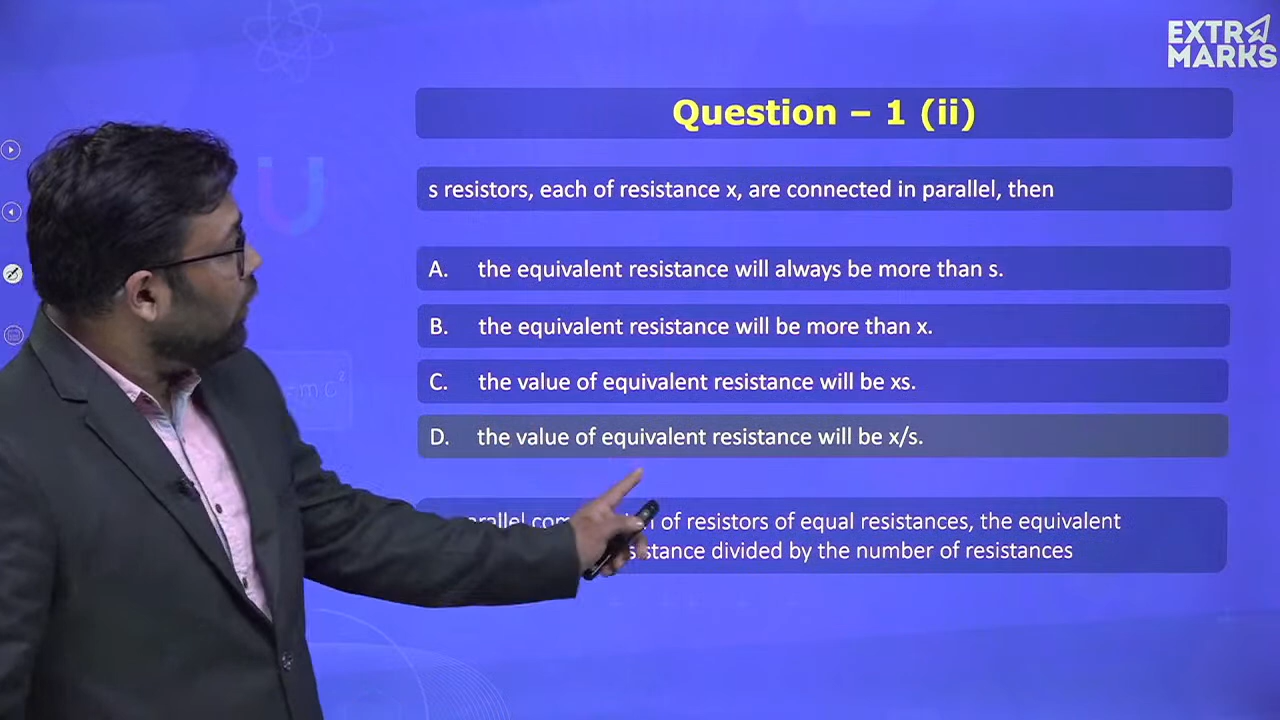 EXTRA
MARKS
Question – 1 (ii)
s resistors, each of resistance x, are connected in parallel, then
A. the equivalent resistance will always be more than s.
B. the equivalent resistance will be more than x.
C. the value of equivalent resistance will be xs.
D. the value of equivalent resistance will be x/s.
of resistors of equal resistances, the equivalent
divided by the number of resistances